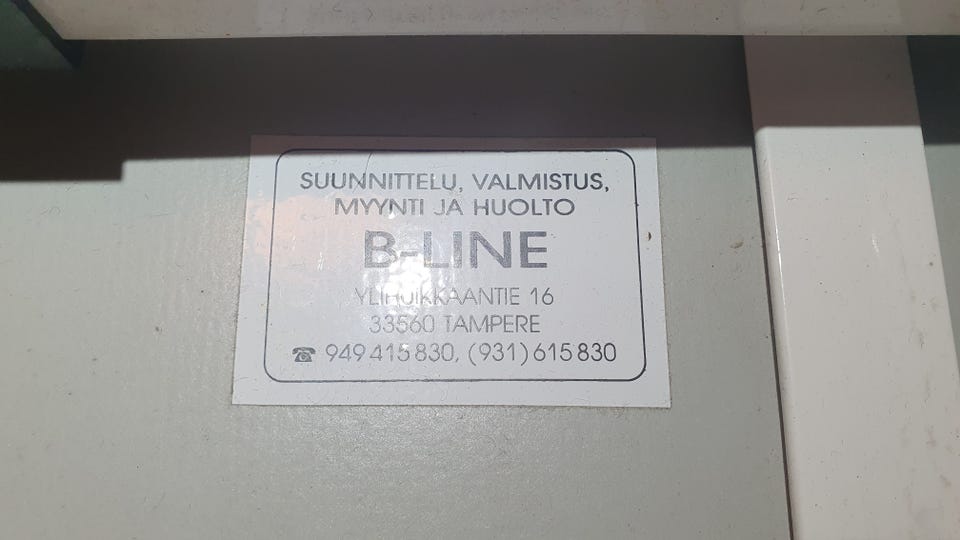 SUUNNITTELU, VALMISTUS,
MYYNTI JA HUOLTO
B-LINE
YLIHUIKKAANTIE 16
33560 TAMPERE
☎ 949 415 830, (931) 615 830